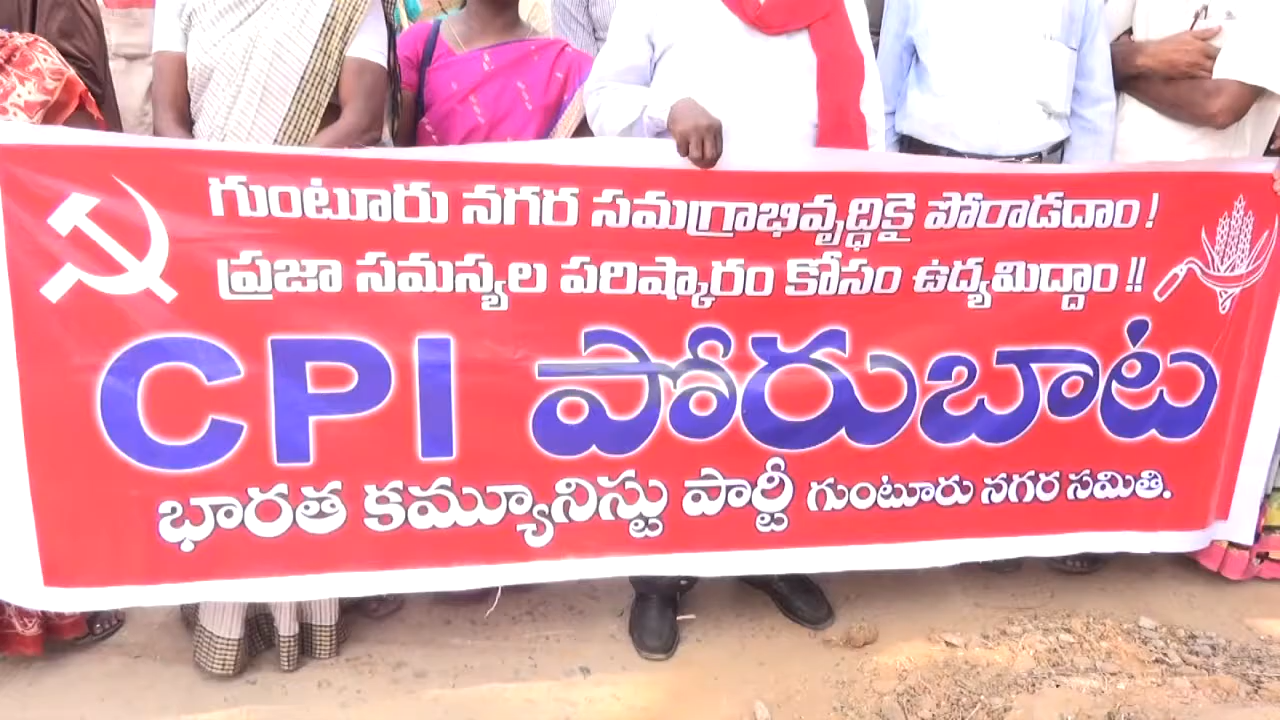 గుంటూరు నగర సమగ్రాభివృద్ధికై పోరాడదాం !
ప్రజా సమస్యల పరిష్కారం కోసం ఉద్యమిద్దాం !!
CPI పోరుబాట
భారత కమ్యూనిస్టు పార్టీ గుంటూరు నగర సమితి.